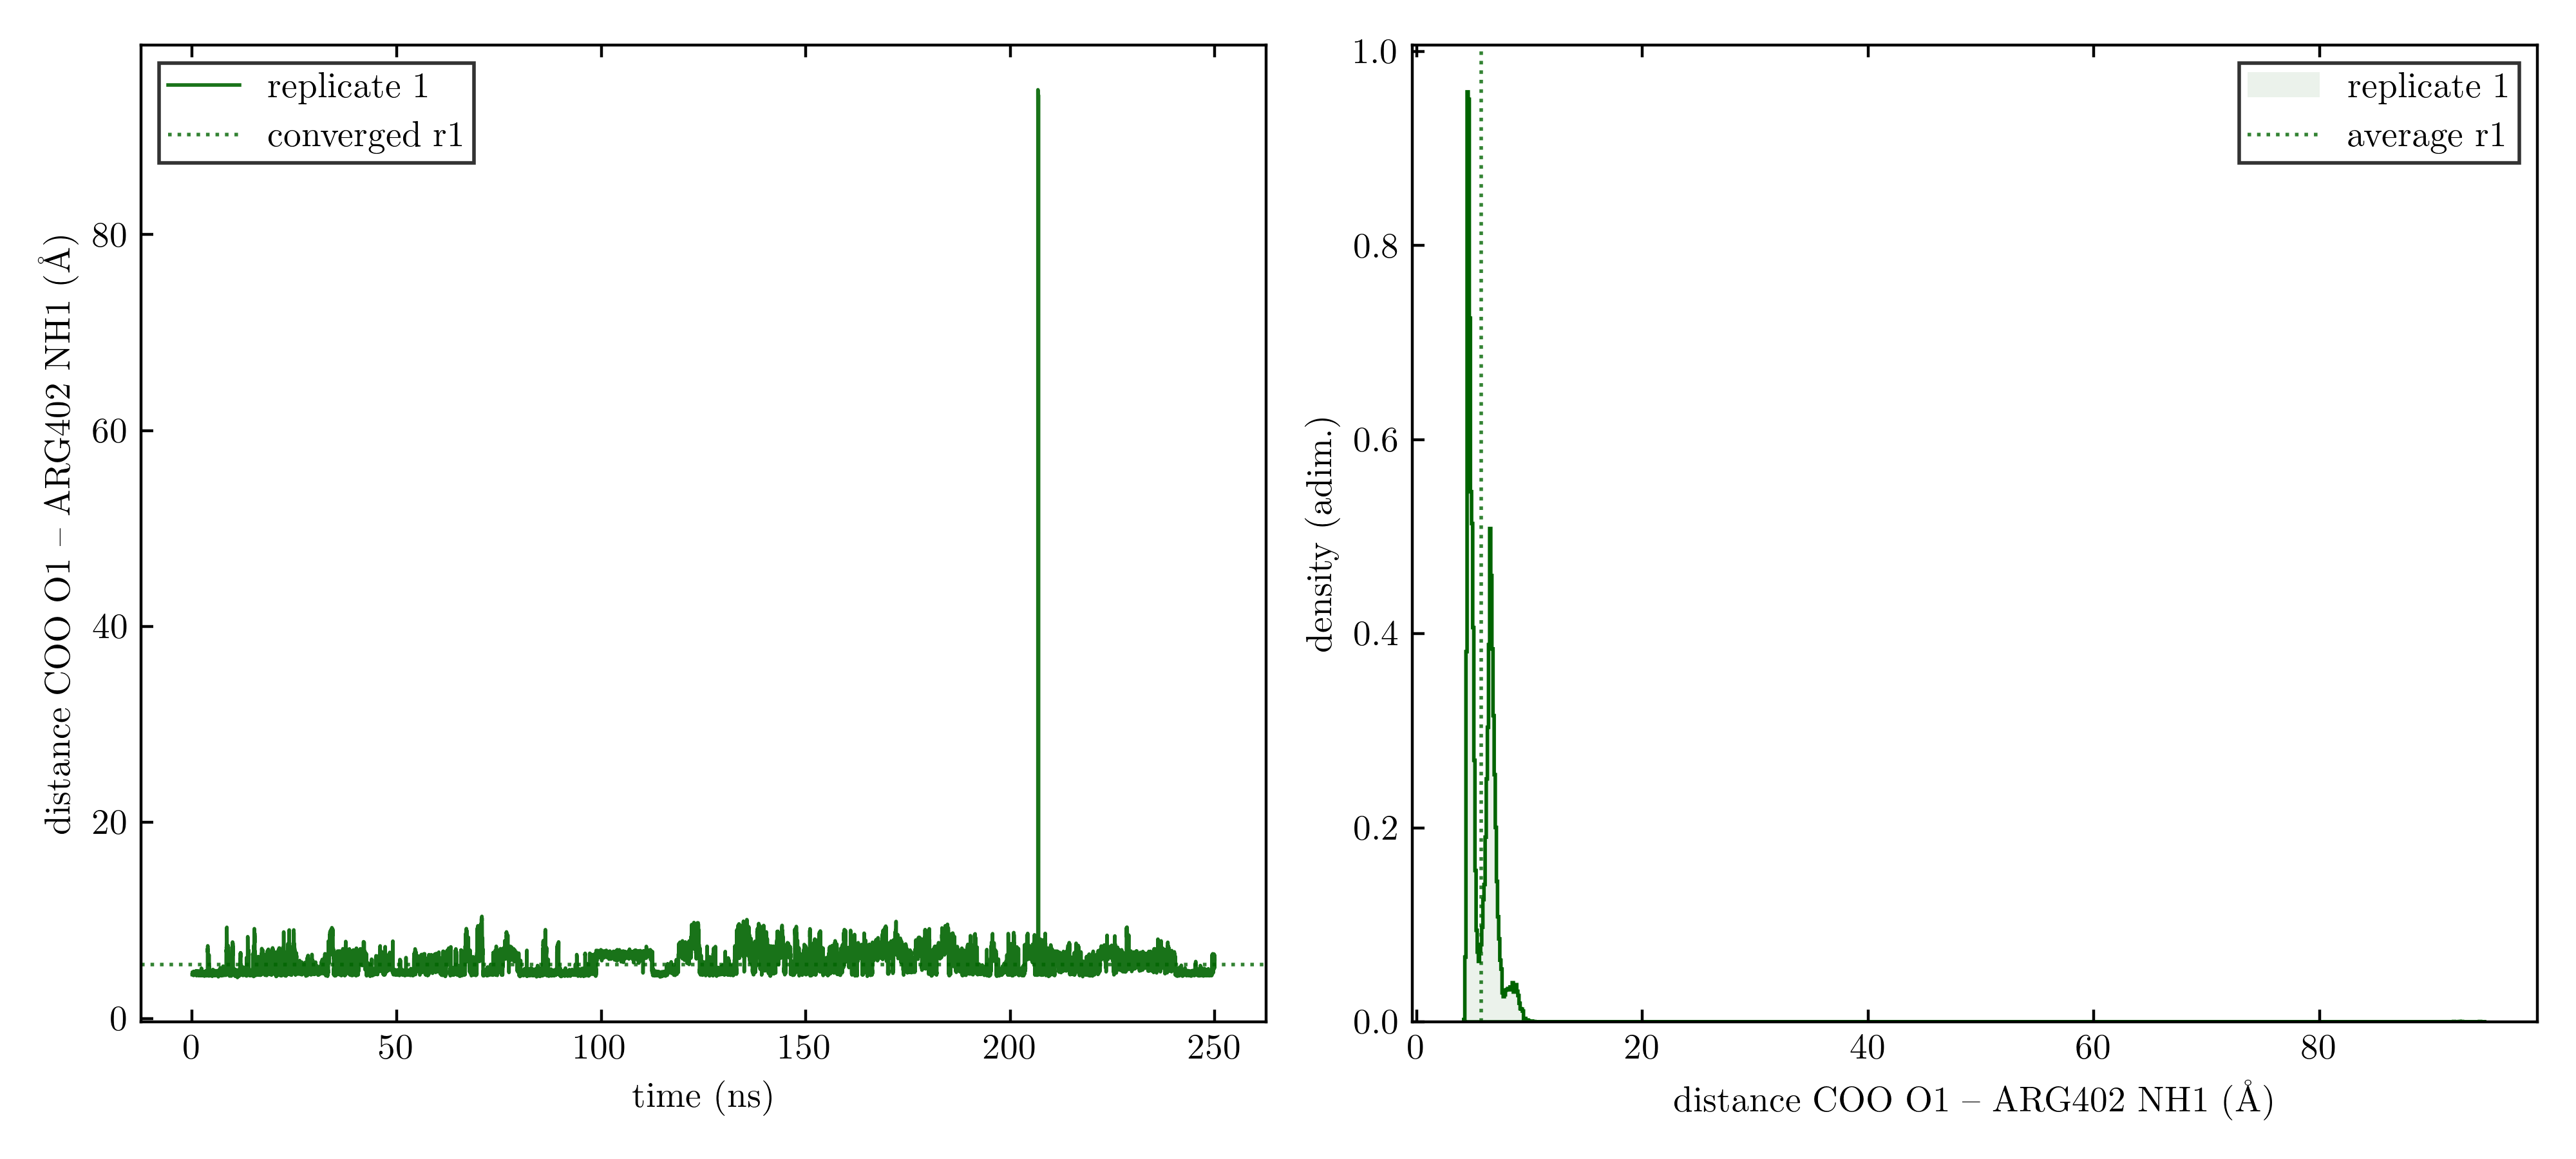 replicate 1
converged r1
distance COO O1 – ARG402 NH1 (Å)
80
60
40
20
0
0 50 100 150 200 250
time (ns)
replicate 1
average r1
density (adim.)
1.0
0.8
0.6
0.4
0.2
0.0
0 20 40 60 80
distance COO O1 – ARG402 NH1 (Å)